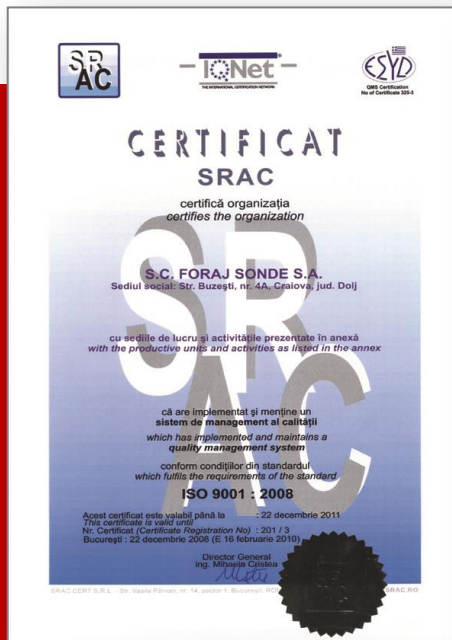 SR
AC
IQNet
THE INTERNATIONAL CERTIFICATION NETWORK
ESYD
QMS Certification
No of Certificate 325-3
CERTIFICAT
SRAC
certifică organizația
certifies the organization
S.C. FORAJ SONDE S.A.
Sediul social: Str. Buzești, nr. 4A, Craiova, jud. Dolj
cu sediile de lucru și activitățile prezentate în anexă
with the productive units and activities as listed in the annex
SR
AC
că are implementat și menține un
sistem de management al calității
which has implemented and maintains a
quality management system
conform condițiilor din standardul
which fulfils the requirements of the standard
ISO 9001 : 2008
Acest certificat este valabil până la : 22 decembrie 2011
This certificate is valid until
Nr. Certificat (Certificate Registration No) : 201 / 3
București : 22 decembrie 2008 (E 16 februarie 2010)
Director General
ing. Mihaela Cristea
SRAC CERT S.R.L. - Str. Vasile Pârvan, nr. 14, sector 1, București, RO
SRAC.RO